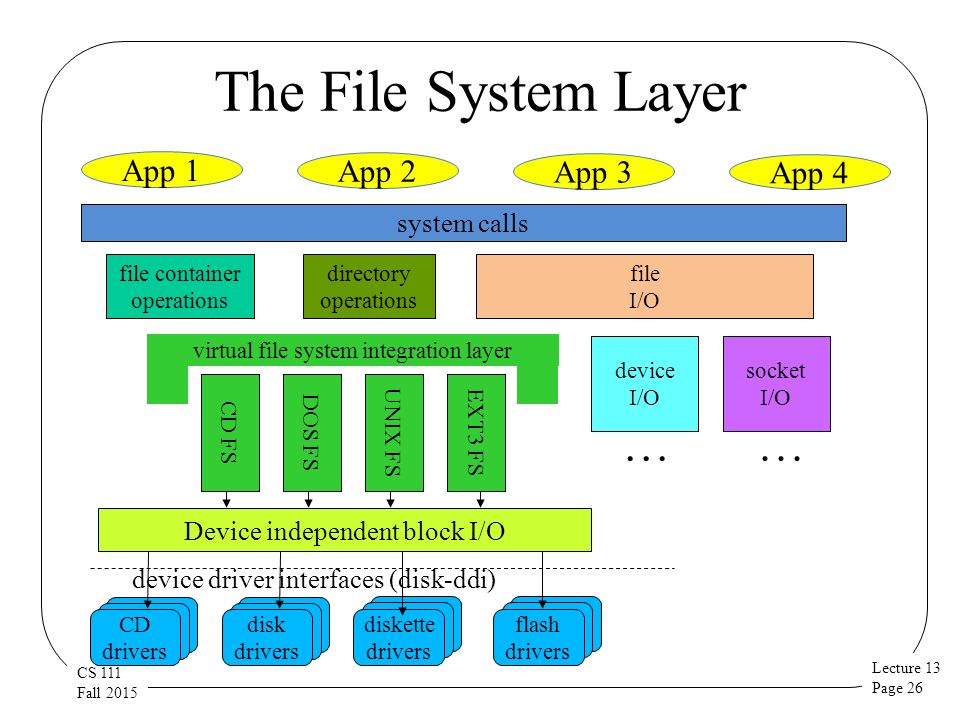 The File System Layer
App 1
App 2
App 3
App 4
system calls
file container
operations
directory
operations
file
I/O
virtual file system integration layer
device
I/O
socket
I/O
CD FS
DOS FS
UNIX FS
EXT3 FS
… …
Device independent block I/O
device driver interfaces (disk-ddi)
CD
drivers
disk
drivers
diskette
drivers
flash
drivers
CS 111
Fall 2015
Lecture 13
Page 26